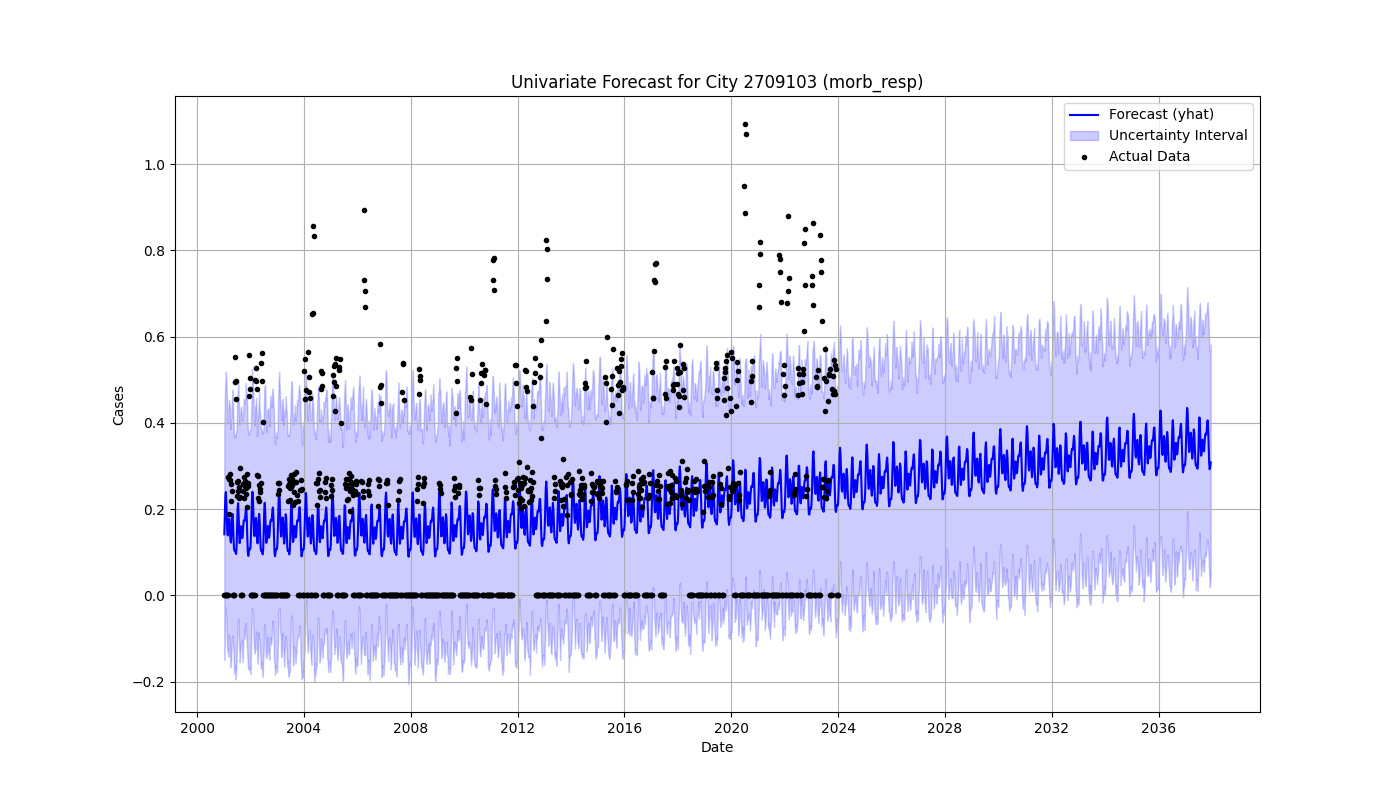 Univariate Forecast for City 2709103 (morb_resp)
Forecast (yhat)
Uncertainty Interval
Actual Data
Cases
1.0
0.8
0.6
0.4
0.2
0.0
−0.2
2000 2004 2008 2012 2016 2020 2024 2028 2032 2036
Date